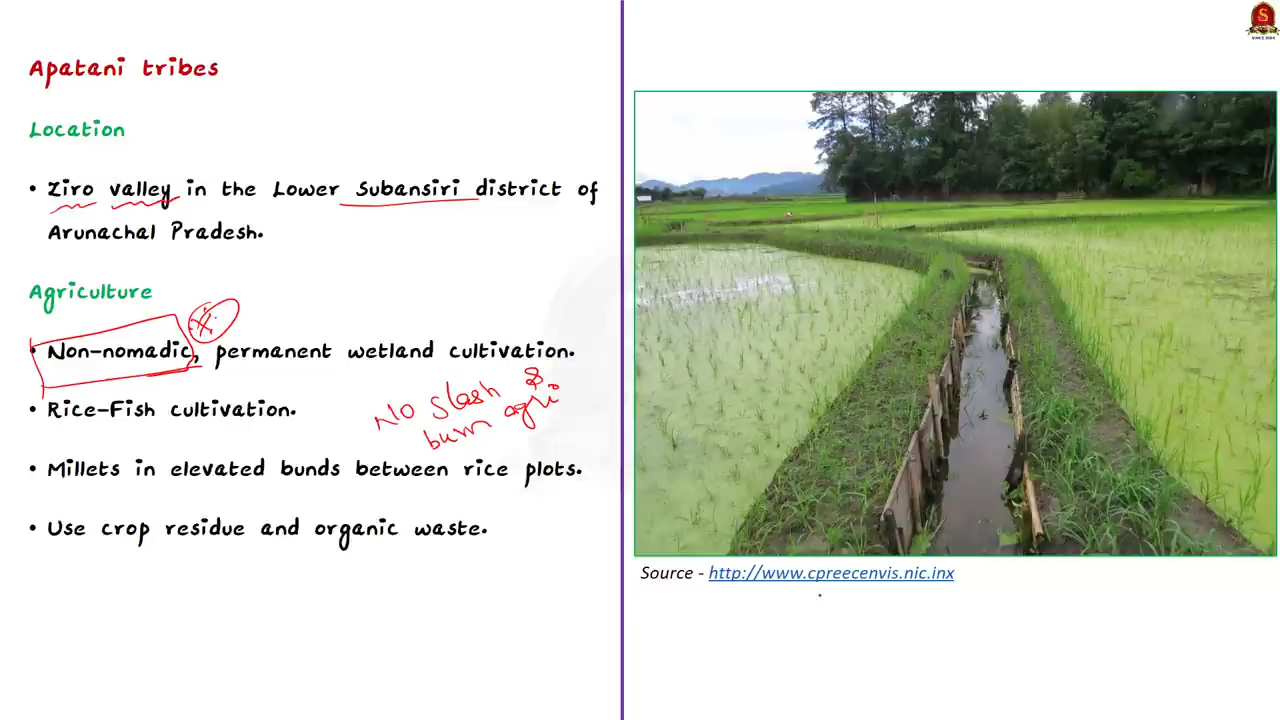 Apatani tribes
Location
• Ziro valley in the Lower Subansiri district of
Arunachal Pradesh.
Agriculture
• Non-nomadic, permanent wetland cultivation.
No slash &
burn agri
• Rice-Fish cultivation.
• Millets in elevated bunds between rice plots.
• Use crop residue and organic waste.
S
SINCE 2004
Source - http://www.cpreecenvis.nic.inx